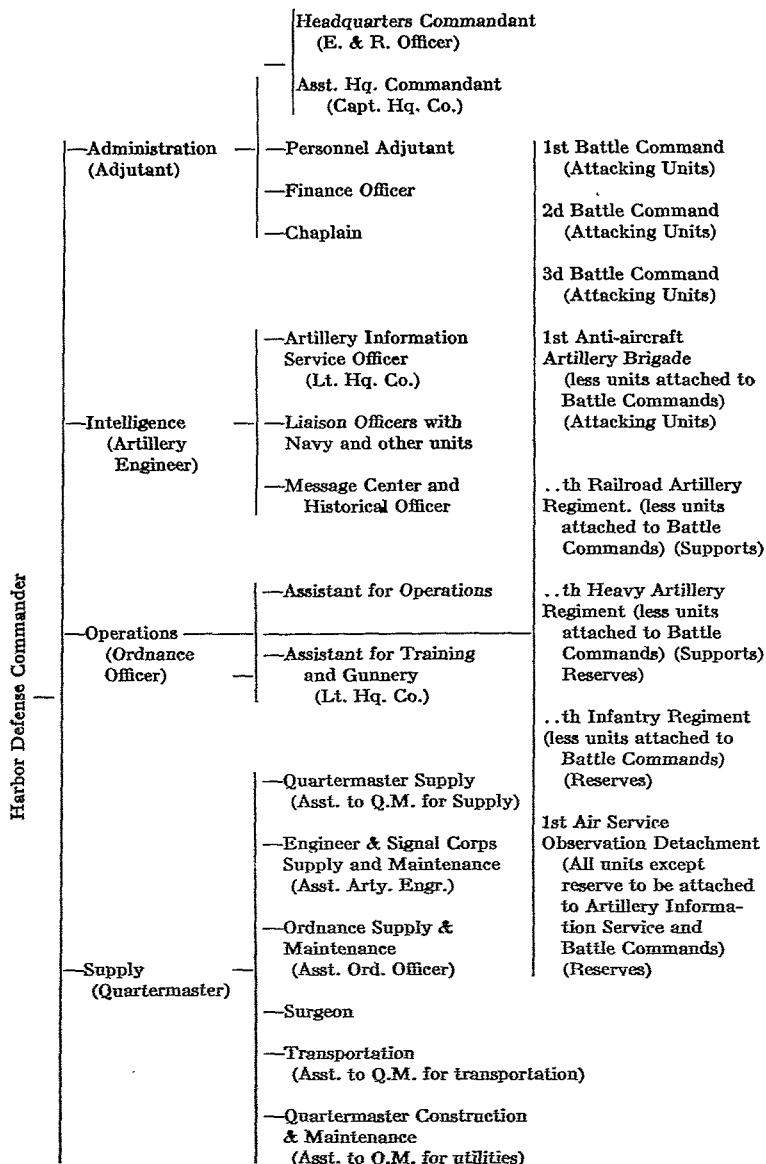 Headquarters Commandant
(E. & R. Officer)
Asst. Hq. Commandant
(Capt. Hq. Co.)
—Administration
(Adjutant)
—Personnel Adjutant
—Finance Officer
—Chaplain
1st Battle Command
(Attacking Units)
2d Battle Command
(Attacking Units)
3d Battle Command
(Attacking Units)
1st Anti-aircraft
Artillery Brigade
(less units attached to
Battle Commands)
(Attacking Units)
—Artillery Information
Service Officer
(Lt. Hq. Co.)
—Intelligence
(Artillery
Engineer)
—Liaison Officers with
Navy and other units
—Message Center and
Historical Officer
..th Railroad Artillery
Regiment. (less units
attached to Battle
Commands) (Supports)
Harbor Defense Commander
—Assistant for Operations
—Operations
(Ordnance
Officer)
—Assistant for Training
and Gunnery
(Lt. Hq. Co.)
..th Heavy Artillery
Regiment (less units
attached to Battle
Commands) (Supports)
Reserves)
..th Infantry Regiment
(less units attached to
Battle Commands)
(Reserves)
—Quartermaster Supply
(Asst. to Q.M. for Supply)
—Engineer & Signal Corps
Supply and Maintenance
(Asst. Arty. Engr.)
—Ordnance Supply &
Maintenance
(Asst. Ord. Officer)
—Supply
(Quartermaster)
—Surgeon
—Transportation
(Asst. to Q.M. for transportation)
—Quartermaster Construction
& Maintenance
(Asst. to Q.M. for utilities)
1st Air Service
Observation Detachment
(All units except
reserve to be attached
to Artillery Informa-
tion Service and
Battle Commands)
(Reserves)